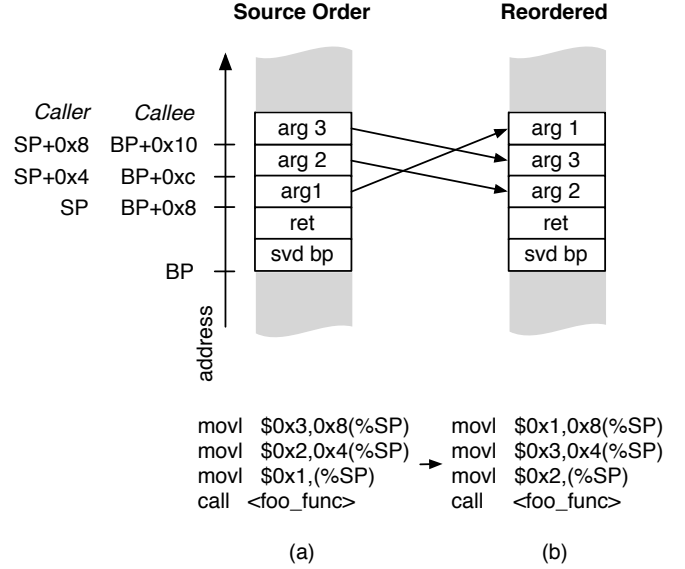 Source Order Reordered
Caller Callee
arg 3 arg 1
SP+0x8 BP+0x10
arg 2 arg 3
SP+0x4 BP+0xc
arg1 arg 2
SP BP+0x8
ret ret
svd bp svd bp
BP
address
movl $0x3,0x8(%SP) movl $0x1,0x8(%SP)
movl $0x2,0x4(%SP) movl $0x3,0x4(%SP)
movl $0x1,(%SP) movl $0x2,(%SP)
call <foo_func> call <foo_func>
(a) (b)